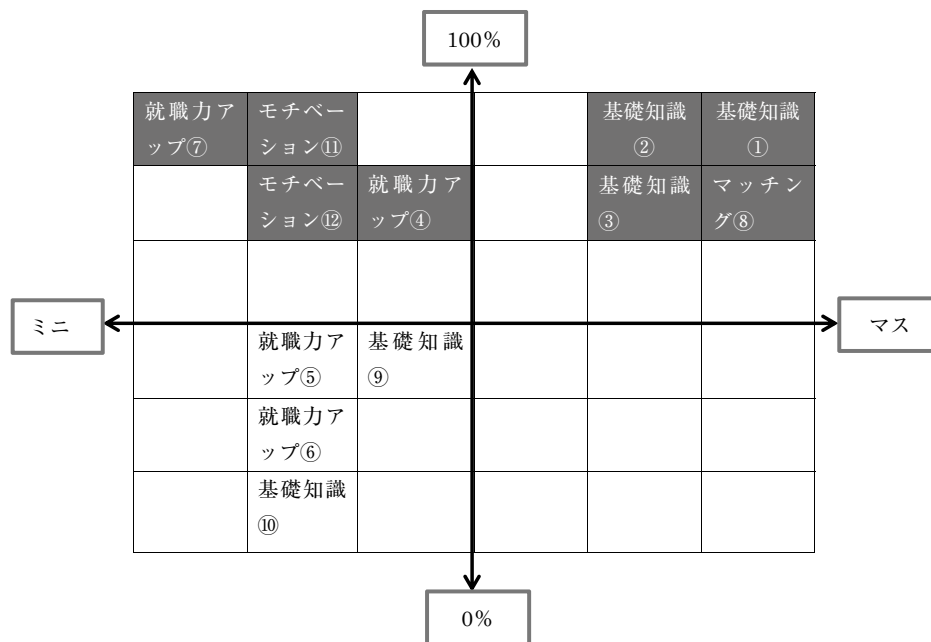 100%
就職力ア
ップ⑦
モチベー
ション⑪
基礎知識
②
基礎知識
①
モチベー
ション⑫
就職力ア
ップ④
基礎知識
③
マッチン
グ⑧
ミニ
マス
就職力ア
ップ⑤
基礎知識
⑨
就職力ア
ップ⑥
基礎知識
⑩
0%